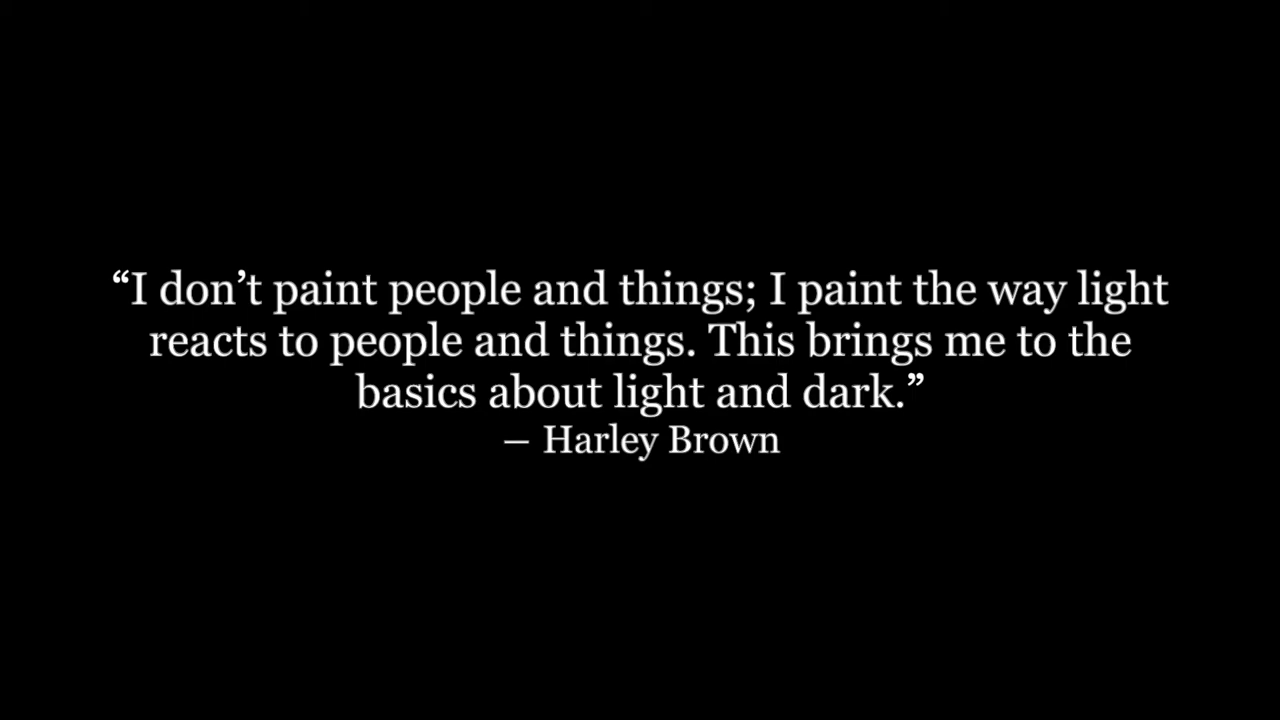 “I don’t paint people and things; I paint the way light
reacts to people and things. This brings me to the
basics about light and dark.”
— Harley Brown